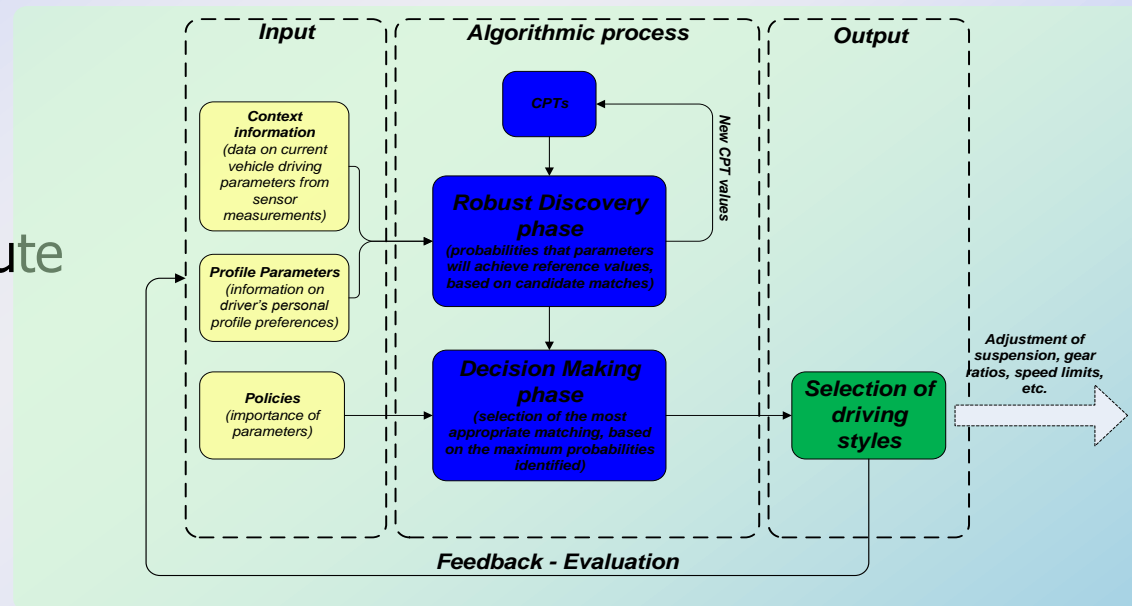 Input
Algorithmic process
Output
CPTs
New CPT values
Context
information
(data on current
vehicle driving
parameters from
sensor
measurements)
Robust Discovery
phase
(probabilities that parameters
will achieve reference values,
based on candidate matches)
ute
Profile Parameters
(information on
driver's personal
profile preferences)
Decision Making
phase
(selection of the most
appropriate matching, based
on the maximum probabilities
identified)
Policies
(importance of
parameters)
Selection of
driving
styles
Adjustment of
suspension, gear
ratios, speed limits,
etc.
Feedback - Evaluation